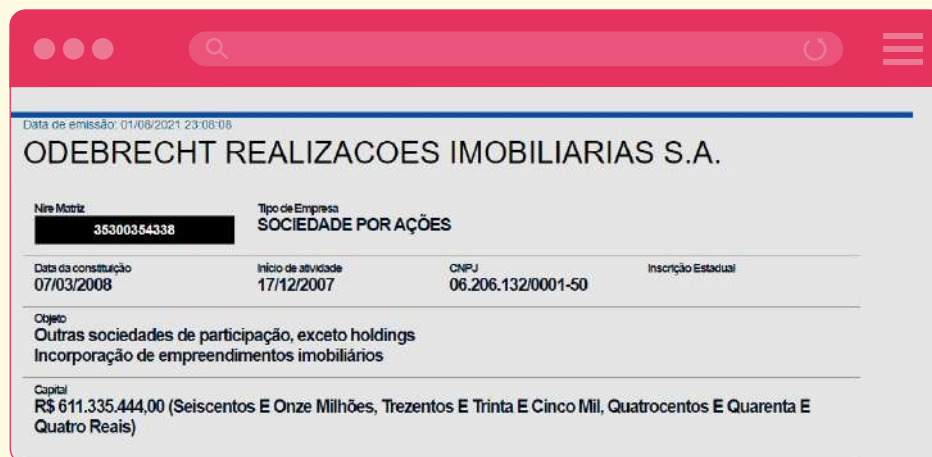 Data de emissão: 01/08/2021 23:08:08
ODEBRECHT REALIZACOES IMOBILIARIAS S.A.
Nire Matriz
Tipo de Empresa
35300354338
SOCIEDADE POR AÇÕES
Data da constituição
Início de atividade
CNPJ
Inscrição Estadual
07/03/2008
17/12/2007
06.206.132/0001-50
Objeto
Outras sociedades de participação, exceto holdings
Incorporação de empreendimentos imobiliários
Capital
R$ 611.335.444,00 (Seiscentos E Onze Milhões, Trezentos E Trinta E Cinco Mil, Quatrocentos E Quarenta E
Quatro Reais)